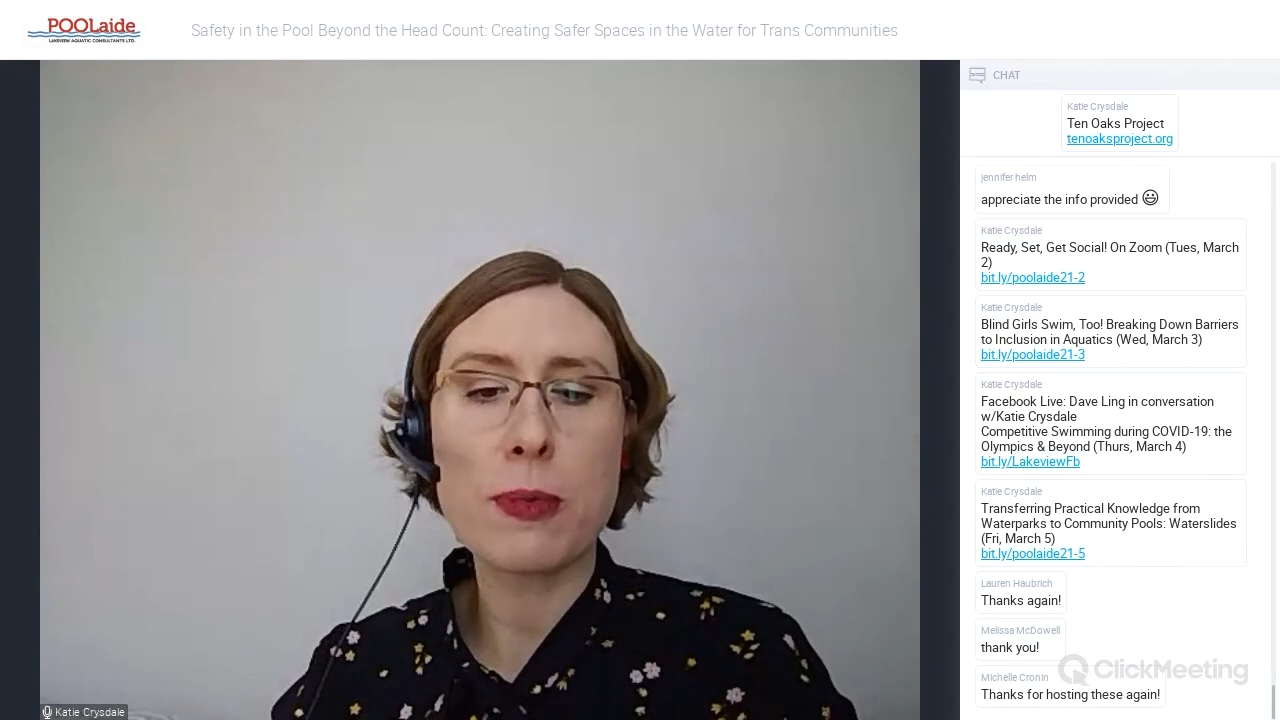 POOLaide
LAKEVIEW AQUATIC CONSULTANTS LTD.
Safety in the Pool Beyond the Head Count: Creating Safer Spaces in the Water for Trans Communities
Katie Crysdale
CHAT
Katie Crysdale
Ten Oaks Project
tenoaksproject.org
jennifer helm
appreciate the info provided 😃
Katie Crysdale
Ready, Set, Get Social! On Zoom (Tues, March
2)
bit.ly/poolaide21-2
Katie Crysdale
Blind Girls Swim, Too! Breaking Down Barriers
to Inclusion in Aquatics (Wed, March 3)
bit.ly/poolaide21-3
Katie Crysdale
Facebook Live: Dave Ling in conversation
w/Katie Crysdale
Competitive Swimming during COVID-19: the
Olympics & Beyond (Thurs, March 4)
bit.ly/LakeviewFb
Katie Crysdale
Transferring Practical Knowledge from
Waterparks to Community Pools: Waterslides
(Fri, March 5)
bit.ly/poolaide21-5
Lauren Haubrich
Thanks again!
Melissa McDowell
thank you!
Michelle Cronin
Thanks for hosting these again!
ClickMeeting